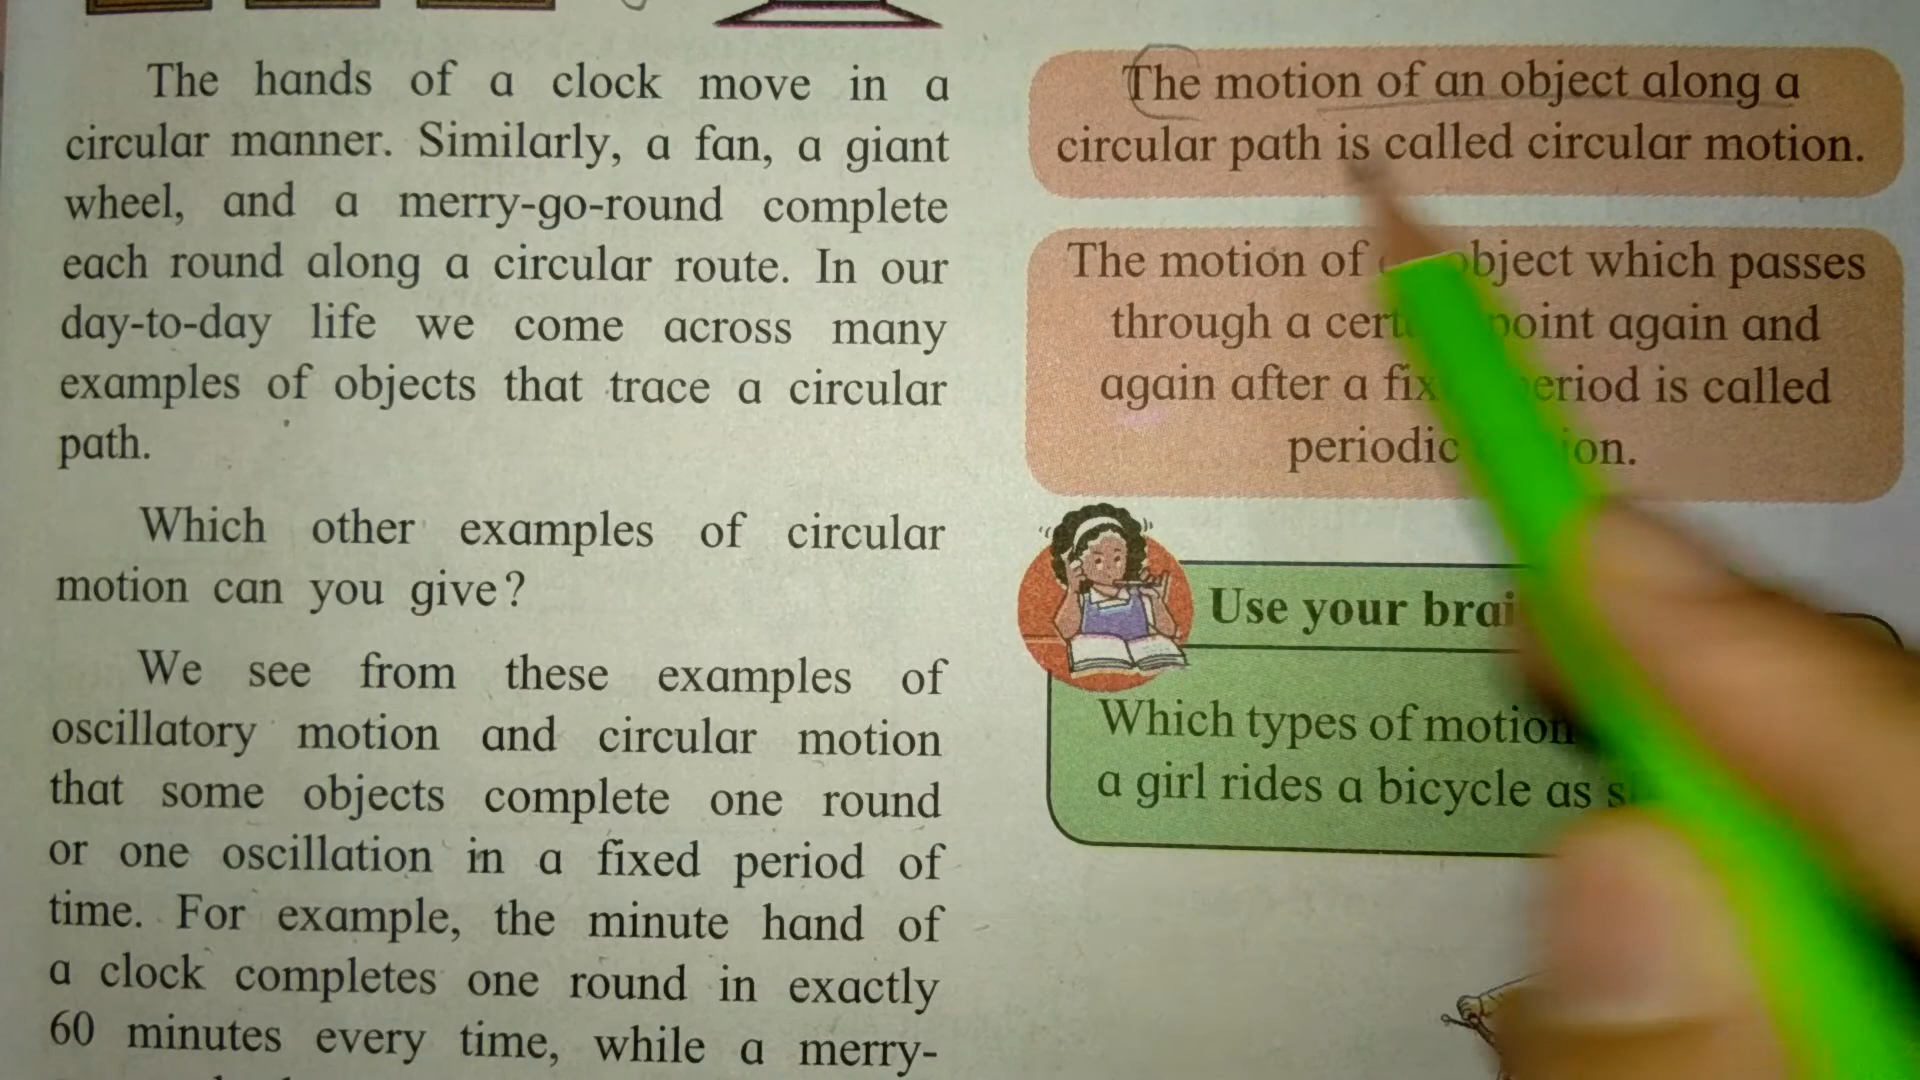 The hands of a clock move in a
circular manner. Similarly, a fan, a giant
wheel, and a merry-go-round complete
each round along a circular route. In our
day-to-day life we come across many
examples of objects that trace a circular
path.
Which other examples of circular
motion can you give?
We see from these examples of
oscillatory motion and circular motion
that some objects complete one round
or one oscillation in a fixed period of
time. For example, the minute hand of
a clock completes one round in exactly
60 minutes every time, while a merry-
The motion of an object along a
circular path is called circular motion.
The motion of object which passes
through a point again and
again after a period is called
periodic
Use your
Which types of motion
a girl rides a bicycle as